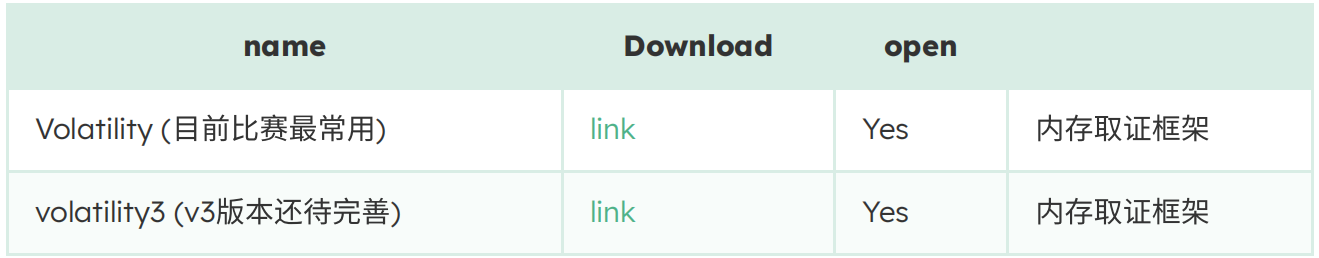 name Download open
Volatility (目前比赛最常用) link Yes 内存取证框架
volatility3 (v3版本还待完善) link Yes 内存取证框架